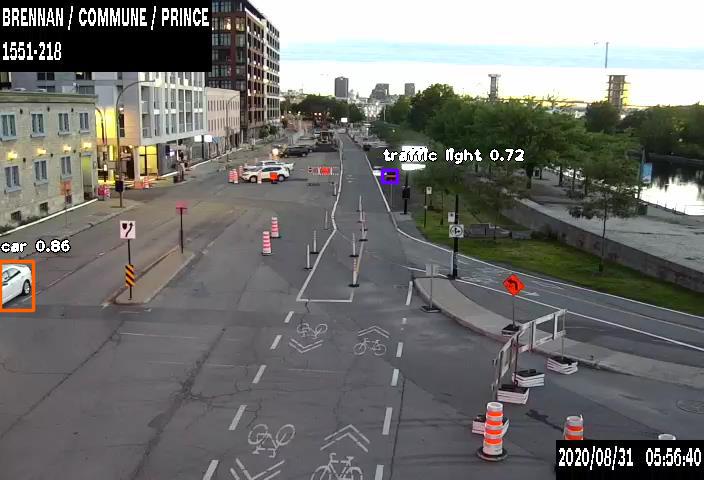 BRENNAN / COMMUNE / PRINCE
1551-218
traffic light 0.72
car 0.86
2020/08/31 05:56:40